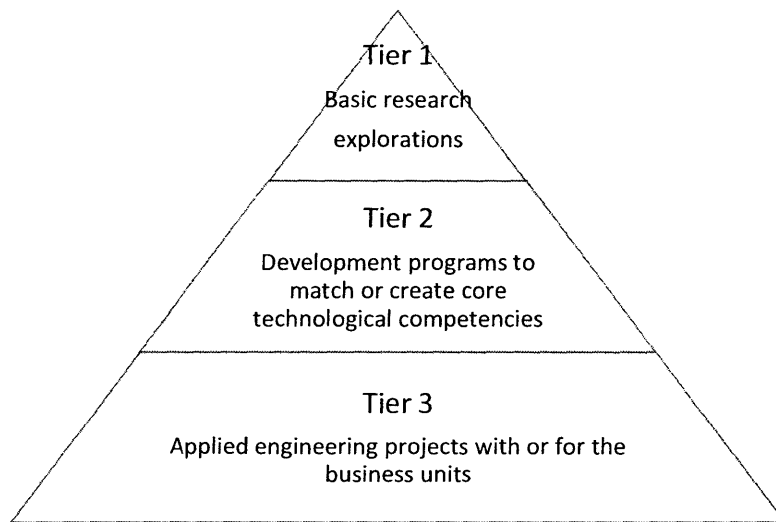 Tier 1
Basic research
explorations
Tier 2
Development programs to
match or create core
technological competencies
Tier 3
Applied engineering projects with or for the
business units